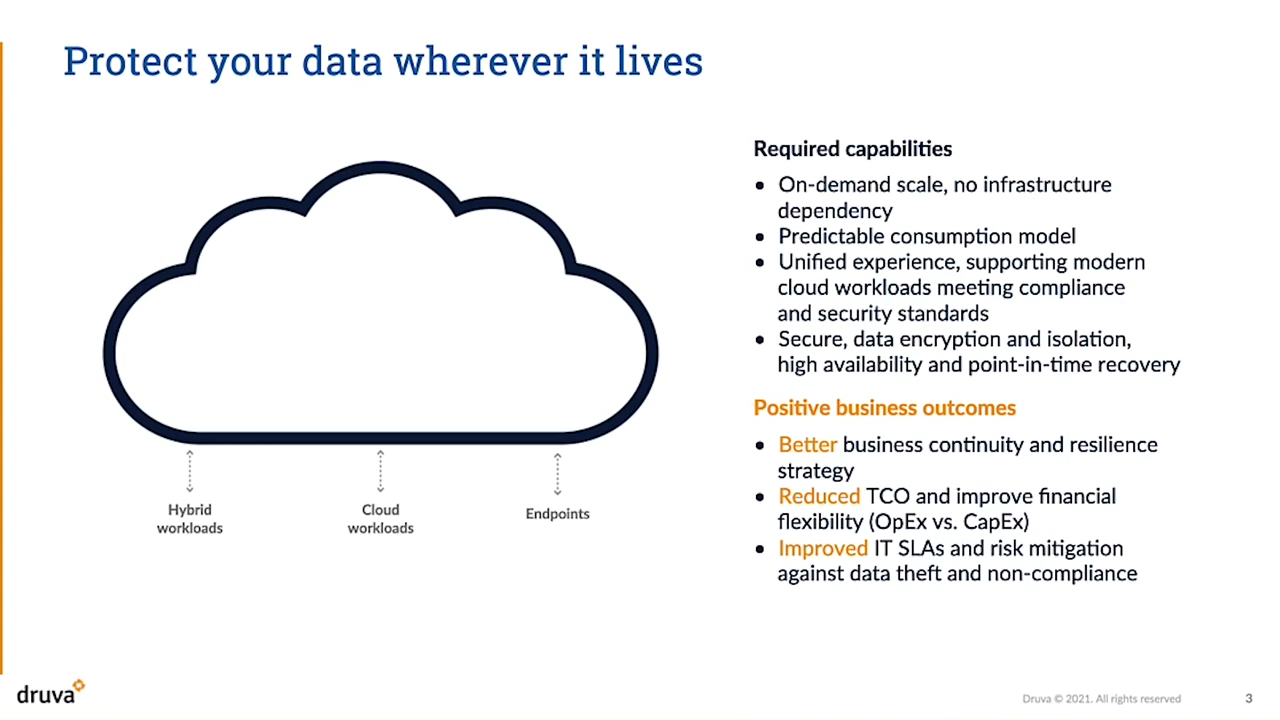 Protect your data wherever it lives
Hybrid
workloads
Cloud
workloads
Endpoints
Required capabilities
• On-demand scale, no infrastructure
dependency
• Predictable consumption model
• Unified experience, supporting modern
cloud workloads meeting compliance
and security standards
• Secure, data encryption and isolation,
high availability and point-in-time recovery
Positive business outcomes
• Better business continuity and resilience
strategy
• Reduced TCO and improve financial
flexibility (OpEx vs. CapEx)
• Improved IT SLAs and risk mitigation
against data theft and non-compliance
druva
Druva © 2021. All rights reserved
3